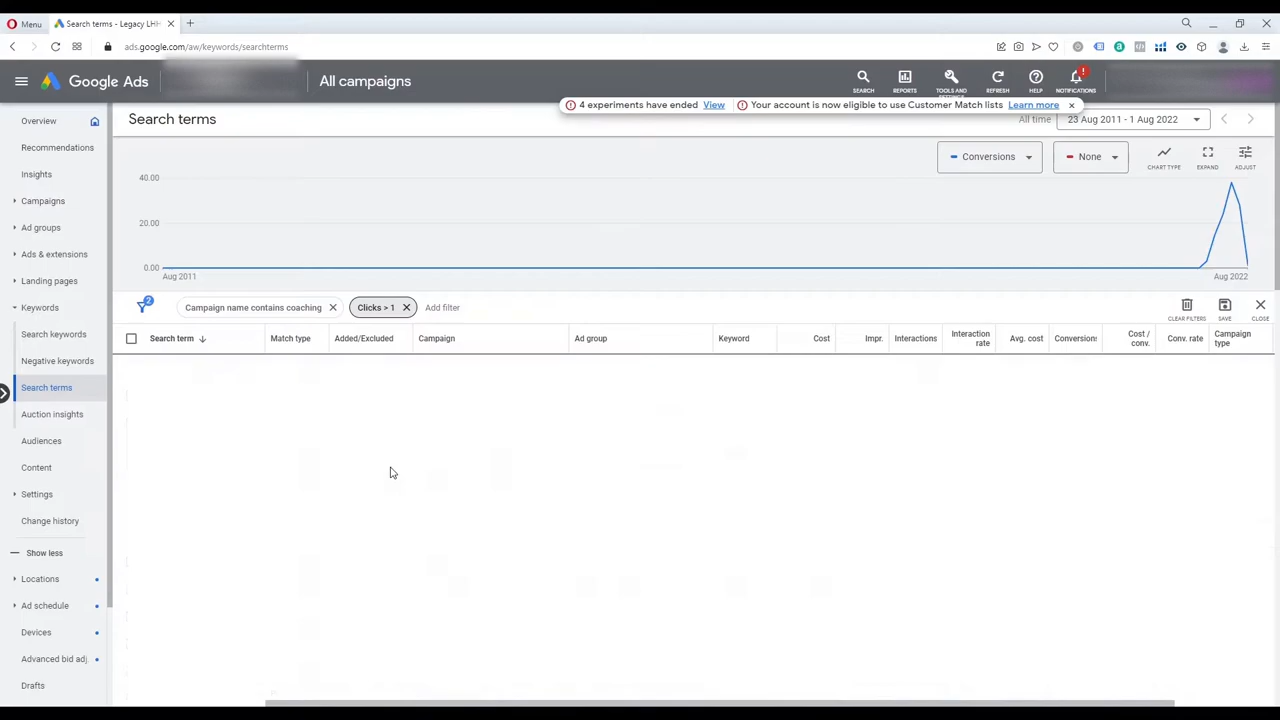 Menu
Search terms - Legacy LHH
ads.google.com/aw/keywords/searchterms
Google Ads
All campaigns
SEARCH
REPORTS
TOOLS AND SETTINGS
REFRESH
HELP
NOTIFICATIONS
4 experiments have ended View
Your account is now eligible to use Customer Match lists Learn more
Search terms
All time
23 Aug 2011 - 1 Aug 2022
Conversions
None
CHART TYPE
EXPAND
ADJUST
40.00
20.00
0.00
Aug 2011
Aug 2022
2
Campaign name contains coaching
Clicks > 1
Add filter
CLEAR FILTERS
SAVE
CLOSE
Search term
Match type
Added/Excluded
Campaign
Ad group
Keyword
Cost
Impr.
Interactions
Interaction rate
Avg. cost
Conversions
Cost / conv.
Conv. rate
Campaign type
Overview
Recommendations
Insights
Campaigns
Ad groups
Ads & extensions
Landing pages
Keywords
Search keywords
Negative keywords
Search terms
Auction insights
Audiences
Content
Settings
Change history
Show less
Locations
Ad schedule
Devices
Advanced bid adj.
Drafts